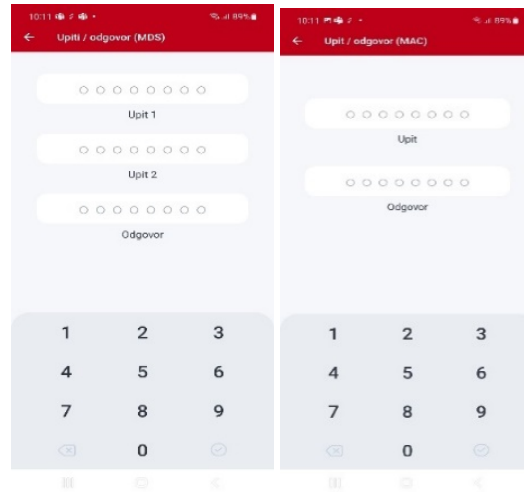 10:11 89%
Upiti / odgovor (MDS)
Upit 1
Upit 2
Odgovor
1 2 3
4 5 6
7 8 9
0
10:11 89%
Upit / odgovor (MAC)
Upit
Odgovor
1 2 3
4 5 6
7 8 9
0